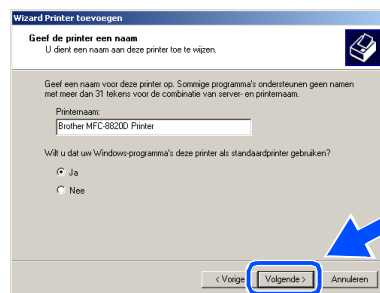 Wizard Printer toevoegen
Geef de printer een naam
U dient een naam aan deze printer toe te wijzen.
Geef een naam voor deze printer op. Sommige programma's ondersteunen geen namen
met meer dan 31 tekens voor de combinatie van server- en printernaam.
Printernaam:
Brother MFC-8820D Printer
Wilt u dat uw Windows-programma's deze printer als standaardprinter gebruiken?
Ja
Nee
< Vorige
Volgende >
Annuleren